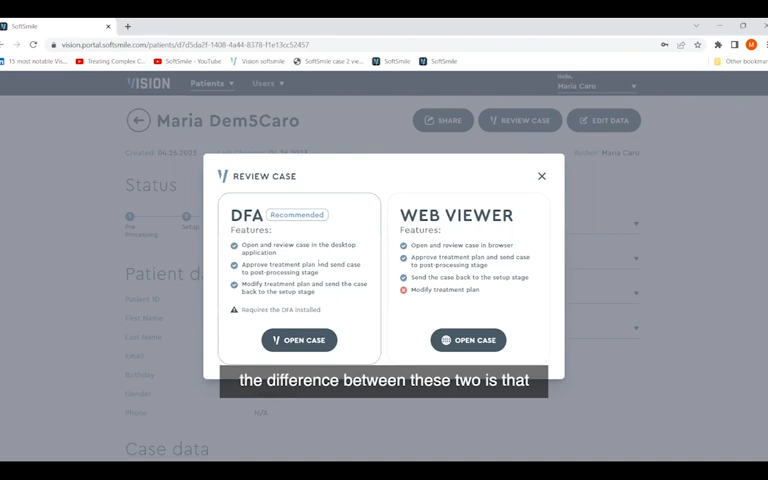 SoftSmile
vision.portal.softsmile.com/patients/d7d5da2f-1408-4a44-8378-f1e13cc52457
15 most notable Vis... Treating Complex C... SoftSmile - YouTube Vision softsmile SoftSmile case 2 vie... SoftSmile SoftSmile Other bookmar
VISION Patients Users Hello, Maria Caro
Maria Dem5Caro SHARE REVIEW CASE EDIT DATA
Created: 04.26.2023 Author: Maria Caro
Status
REVIEW CASE
DFA Recommended
Features:
Open and review case in the desktop
application
Approve treatment plan and send case
to post-processing stage
Modify treatment plan and send the case
back to the setup stage
Requires the DFA installed
OPEN CASE
WEB VIEWER
Features:
Open and review case in browser
Approve treatment plan and send case
to post-processing stage
Send the case back to the setup stage
Modify treatment plan
OPEN CASE
1 2
Pre Setup
Processing
Patient da
Patient ID
First Name
Last Name
Email
Birthday
Gender
Phone N/A
the difference between these two is that
Case data